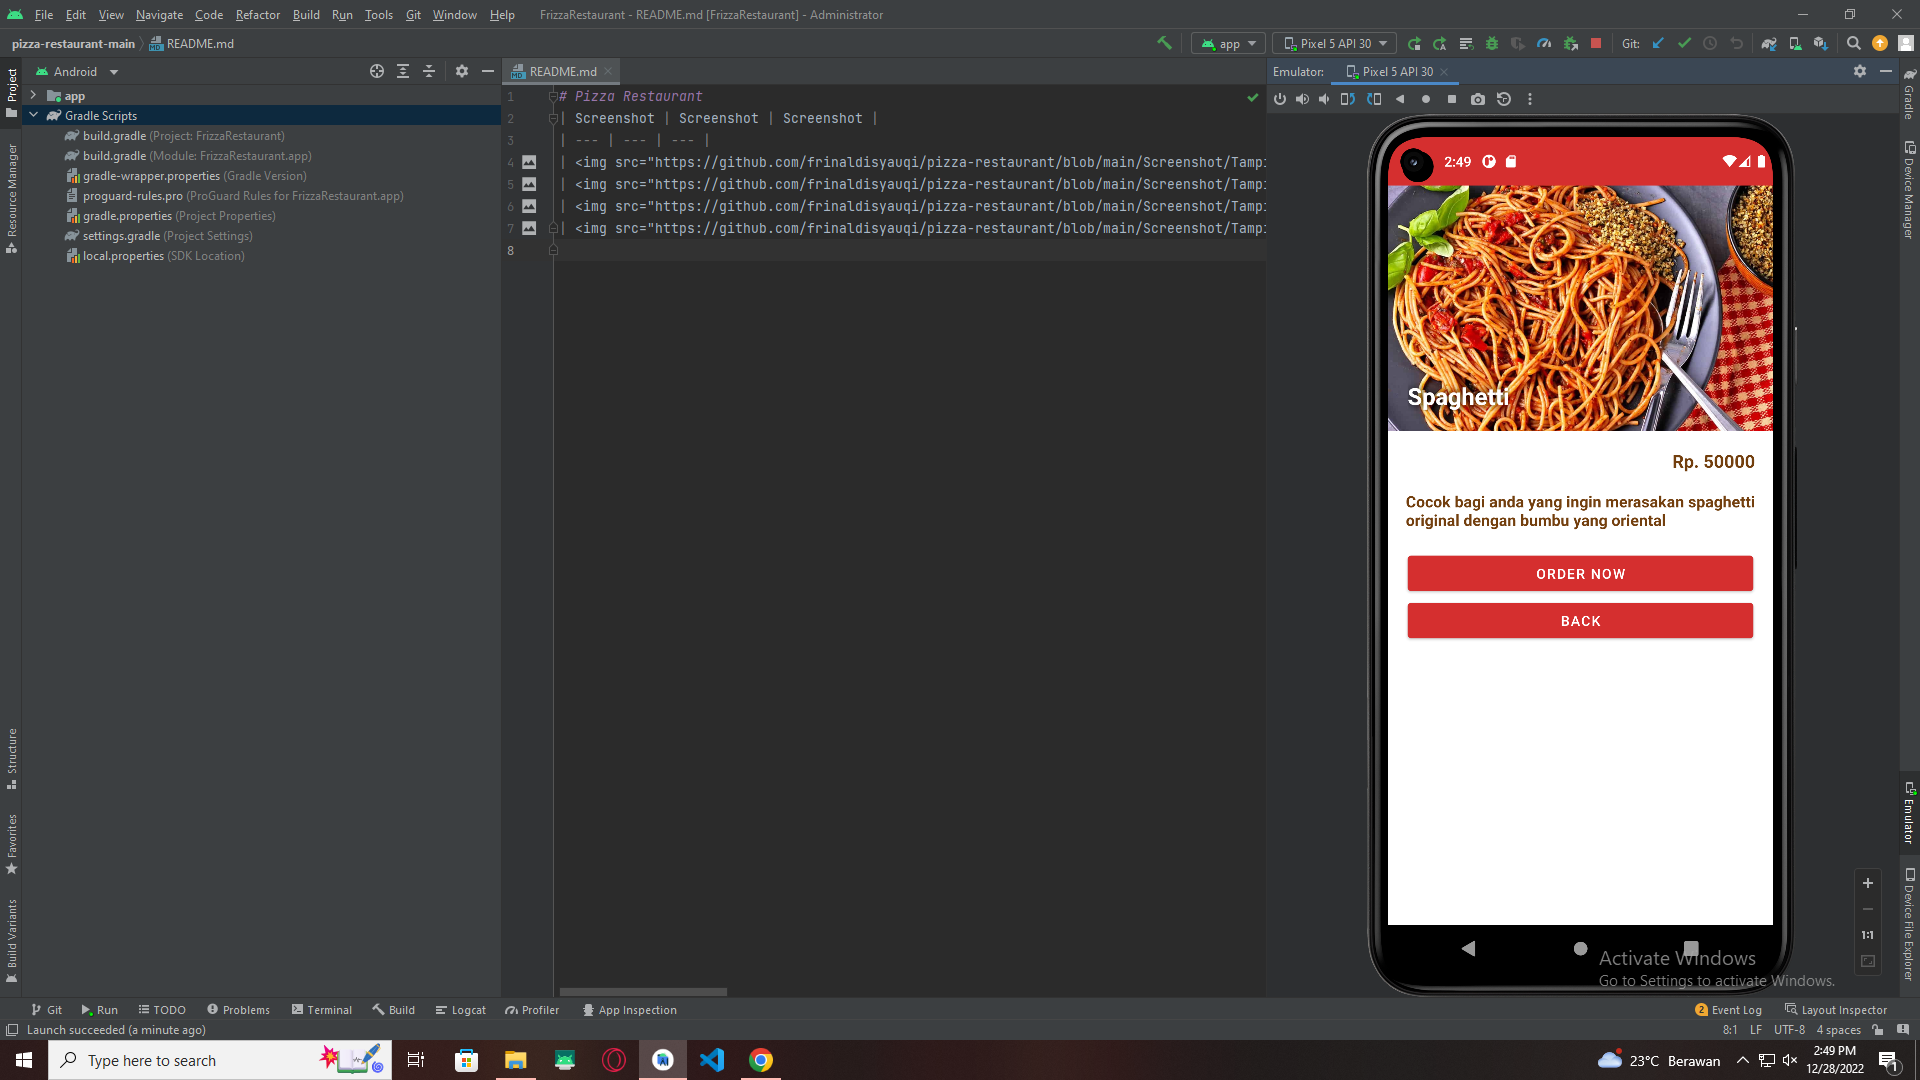 File Edit View Navigate Code Refactor Build Run Tools Git Window Help FrizzaRestaurant - README.md [FrizzaRestaurant] - Administrator
pizza-restaurant-main README.md
app Pixel 5 API 30 Git:
Android
README.md
Emulator: Pixel 5 API 30
app
Gradle Scripts
build.gradle (Project: FrizzaRestaurant)
build.gradle (Module: FrizzaRestaurant.app)
gradle-wrapper.properties (Gradle Version)
proguard-rules.pro (ProGuard Rules for FrizzaRestaurant.app)
gradle.properties (Project Properties)
settings.gradle (Project Settings)
local.properties (SDK Location)
Project
Resource Manager
Structure
Favorites
Build Variants
1 # Pizza Restaurant
2 | Screenshot | Screenshot | Screenshot |
3 | --- | --- | --- |
4 | <img src="https://github.com/frinaldisyauqi/pizza-restaurant/blob/main/Screenshot/Tampi
5 | <img src="https://github.com/frinaldisyauqi/pizza-restaurant/blob/main/Screenshot/Tampi
6 | <img src="https://github.com/frinaldisyauqi/pizza-restaurant/blob/main/Screenshot/Tampi
7 | <img src="https://github.com/frinaldisyauqi/pizza-restaurant/blob/main/Screenshot/Tampi
8
2:49
Spaghetti
Rp. 50000
Cocok bagi anda yang ingin merasakan spaghetti
original dengan bumbu yang oriental
ORDER NOW
BACK
1:1
Gradle
Device Manager
Emulator
Device File Explorer
Activate Windows
Go to Settings to activate Windows.
Git Run TODO Problems Terminal Build Logcat Profiler App Inspection
2 Event Log Layout Inspector
Launch succeeded (a minute ago)
8:1 LF UTF-8 4 spaces
Type here to search
23°C Berawan
2:49 PM
12/28/2022
1